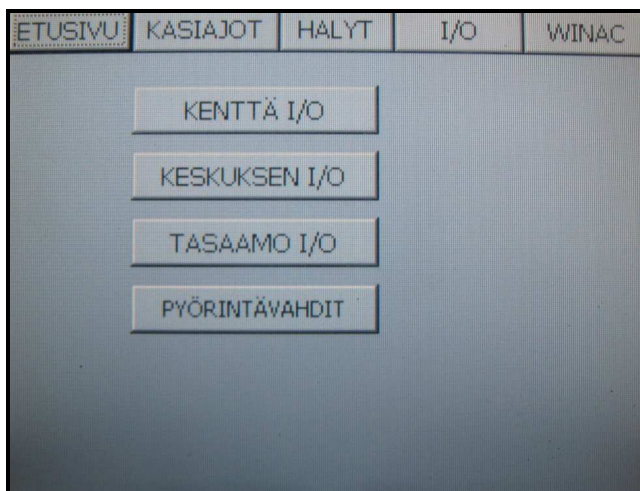 ETUSIVU KASIAJOT HALYT I/O WINAC
KENTTÄ I/O
KESKUKSEN I/O
TASAAMO I/O
PYÖRINTÄVAHDIT